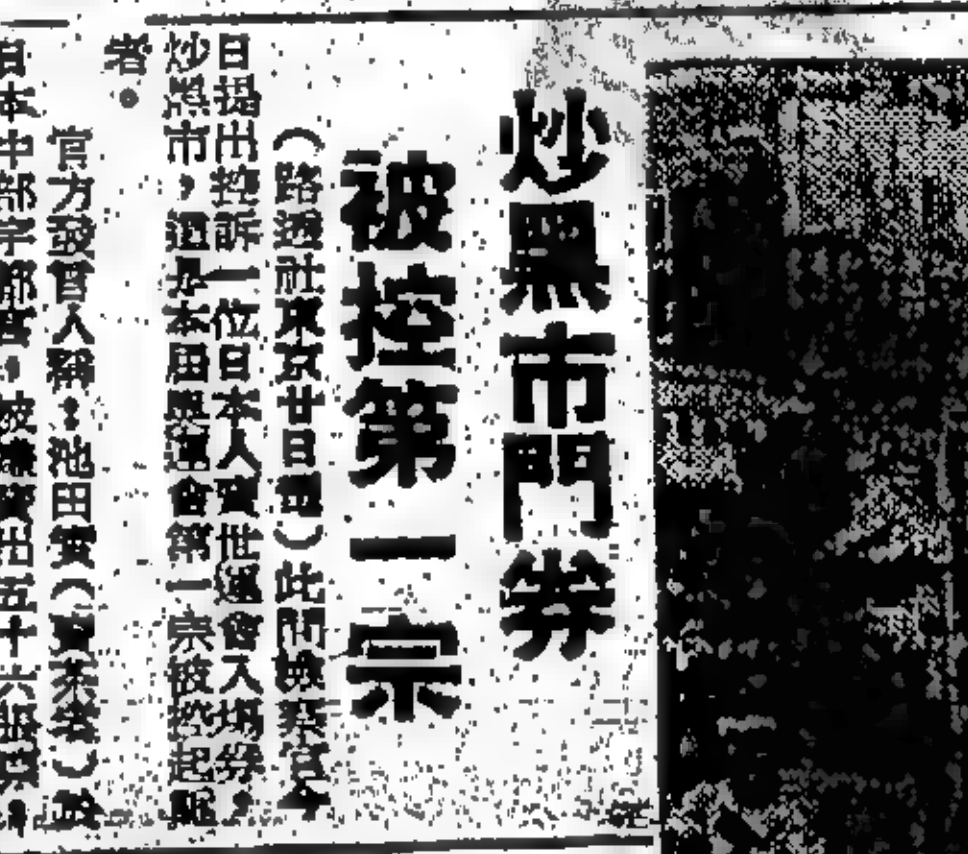 炒黑市門券
被控第一宗
（路透社東京廿日電）此間檢察官今
日提出控訴一位日本人賣世運會入場券，
炒黑市，這是本屆奧運會第一宗被控起訴
者。
官方發言人稱：池田（
日本中部宇都宮，被嫌賣出五十六張